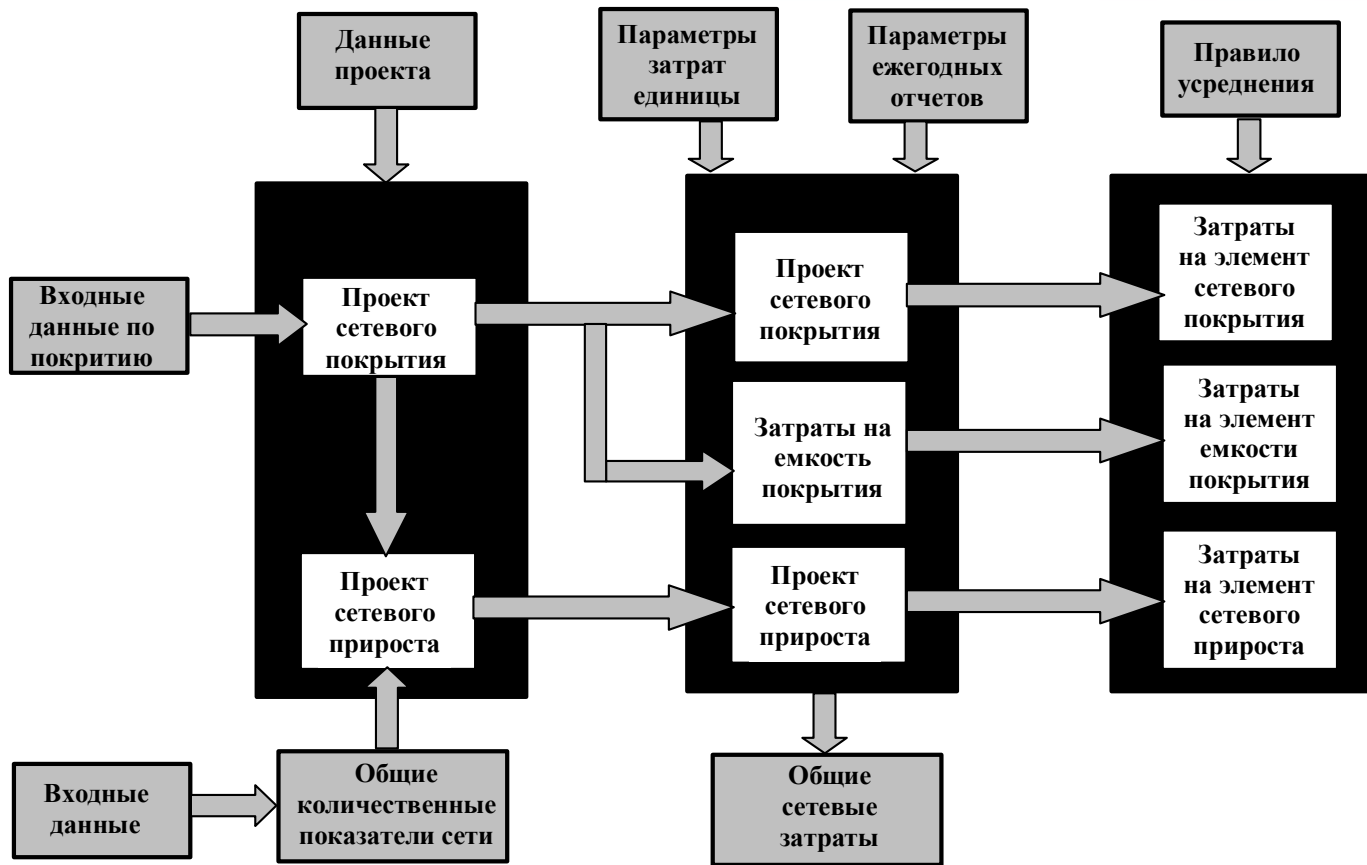 Данные
проекта
Параметры
затрат
единицы
Параметры
ежегодных
отчетов
Правило
усреднения
Входные
данные по
покритию
Проект
сетевого
покрытия
Проект
сетевого
покрытия
Затраты
на элемент
сетевого
покрытия
Затраты на
емкость
покрытия
Затраты
на элемент
емкости
покрытия
Проект
сетевого
прироста
Проект
сетевого
прироста
Затраты
на элемент
сетевого
прироста
Входные
данные
Общие
количественные
показатели сети
Общие
сетевые
затраты